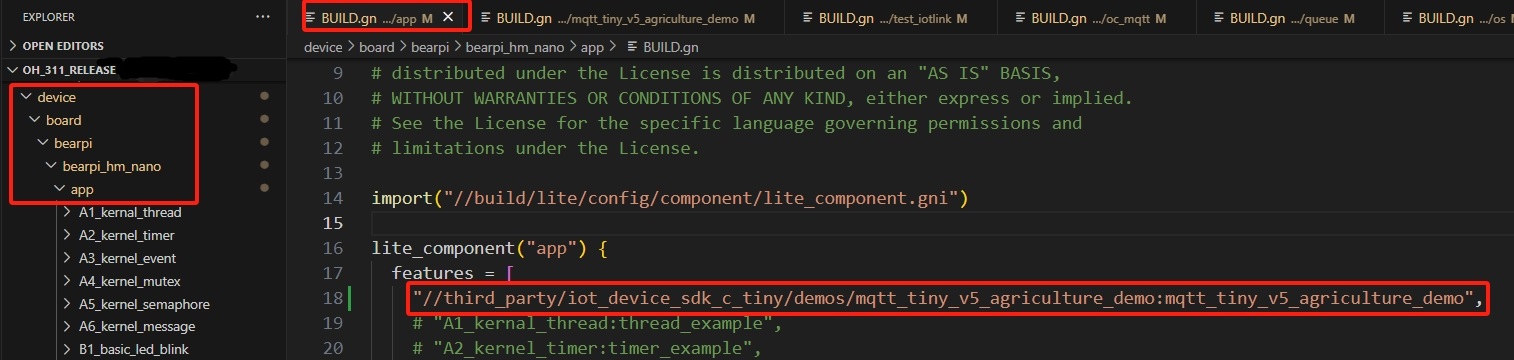 EXPLORER ...
OPEN EDITORS
OH_311_RELEASE
device
board
bearpi
bearpi_hm_nano
app
A1_kernal_thread
A2_kernel_timer
A3_kernel_event
A4_kernel_mutex
A5_kernel_semaphore
A6_kernel_message
B1_basic_led_blink
BUILD.gn .../app M
BUILD.gn .../mqtt_tiny_v5_agriculture_demo M
BUILD.gn .../test_iotlink M
BUILD.gn .../oc_mqtt M
BUILD.gn .../queue M
BUILD.gn .../os M
device > board > bearpi > bearpi_hm_nano > app > BUILD.gn
9 # distributed under the License is distributed on an "AS IS" BASIS,
10 # WITHOUT WARRANTIES OR CONDITIONS OF ANY KIND, either express or implied.
11 # See the License for the specific language governing permissions and
12 # limitations under the License.
13
14 import("//build/lite/config/component/lite_component.gni")
15
16 lite_component("app") {
17 features = [
18 "//third_party/iot_device_sdk_c_tiny/demos/mqtt_tiny_v5_agriculture_demo:mqtt_tiny_v5_agriculture_demo",
19 # "A1_kernal_thread:thread_example",
20 # "A2_kernel_timer:timer_example",